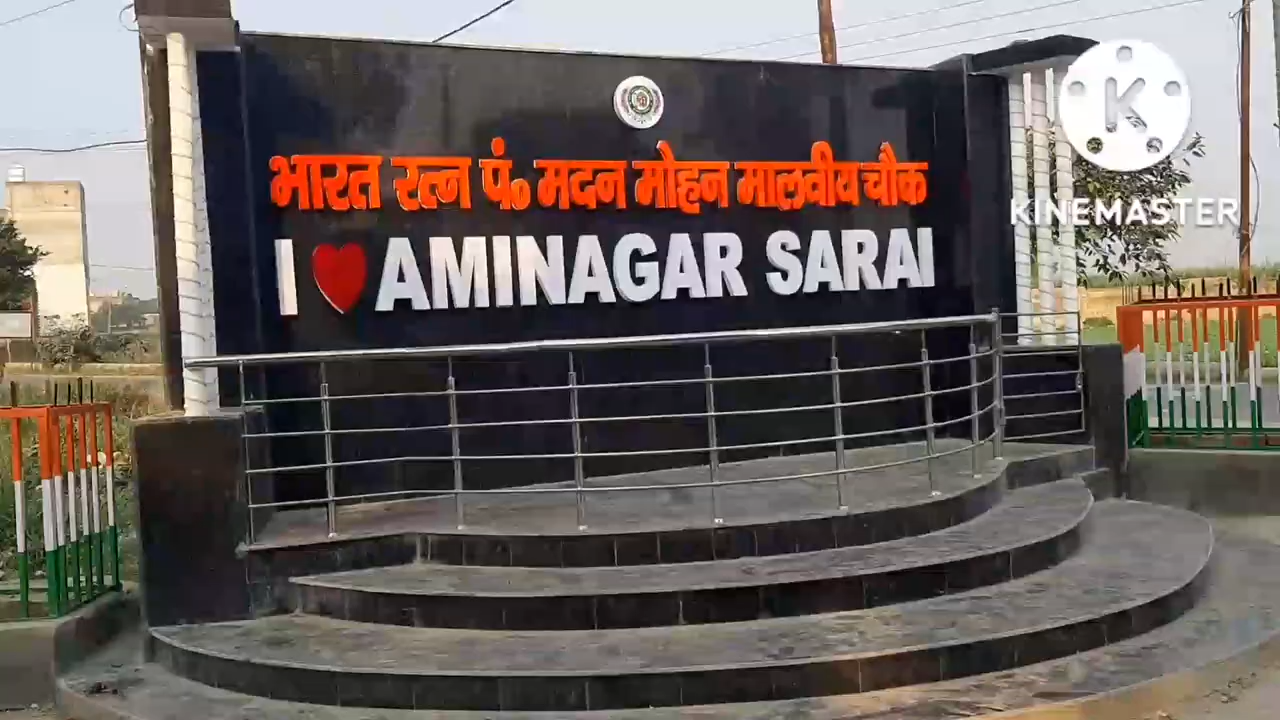 भारत रत्न पं० मदन मोहन मालवीय चौक
I ❤ AMINAGAR SARAI
K
KINEMASTER